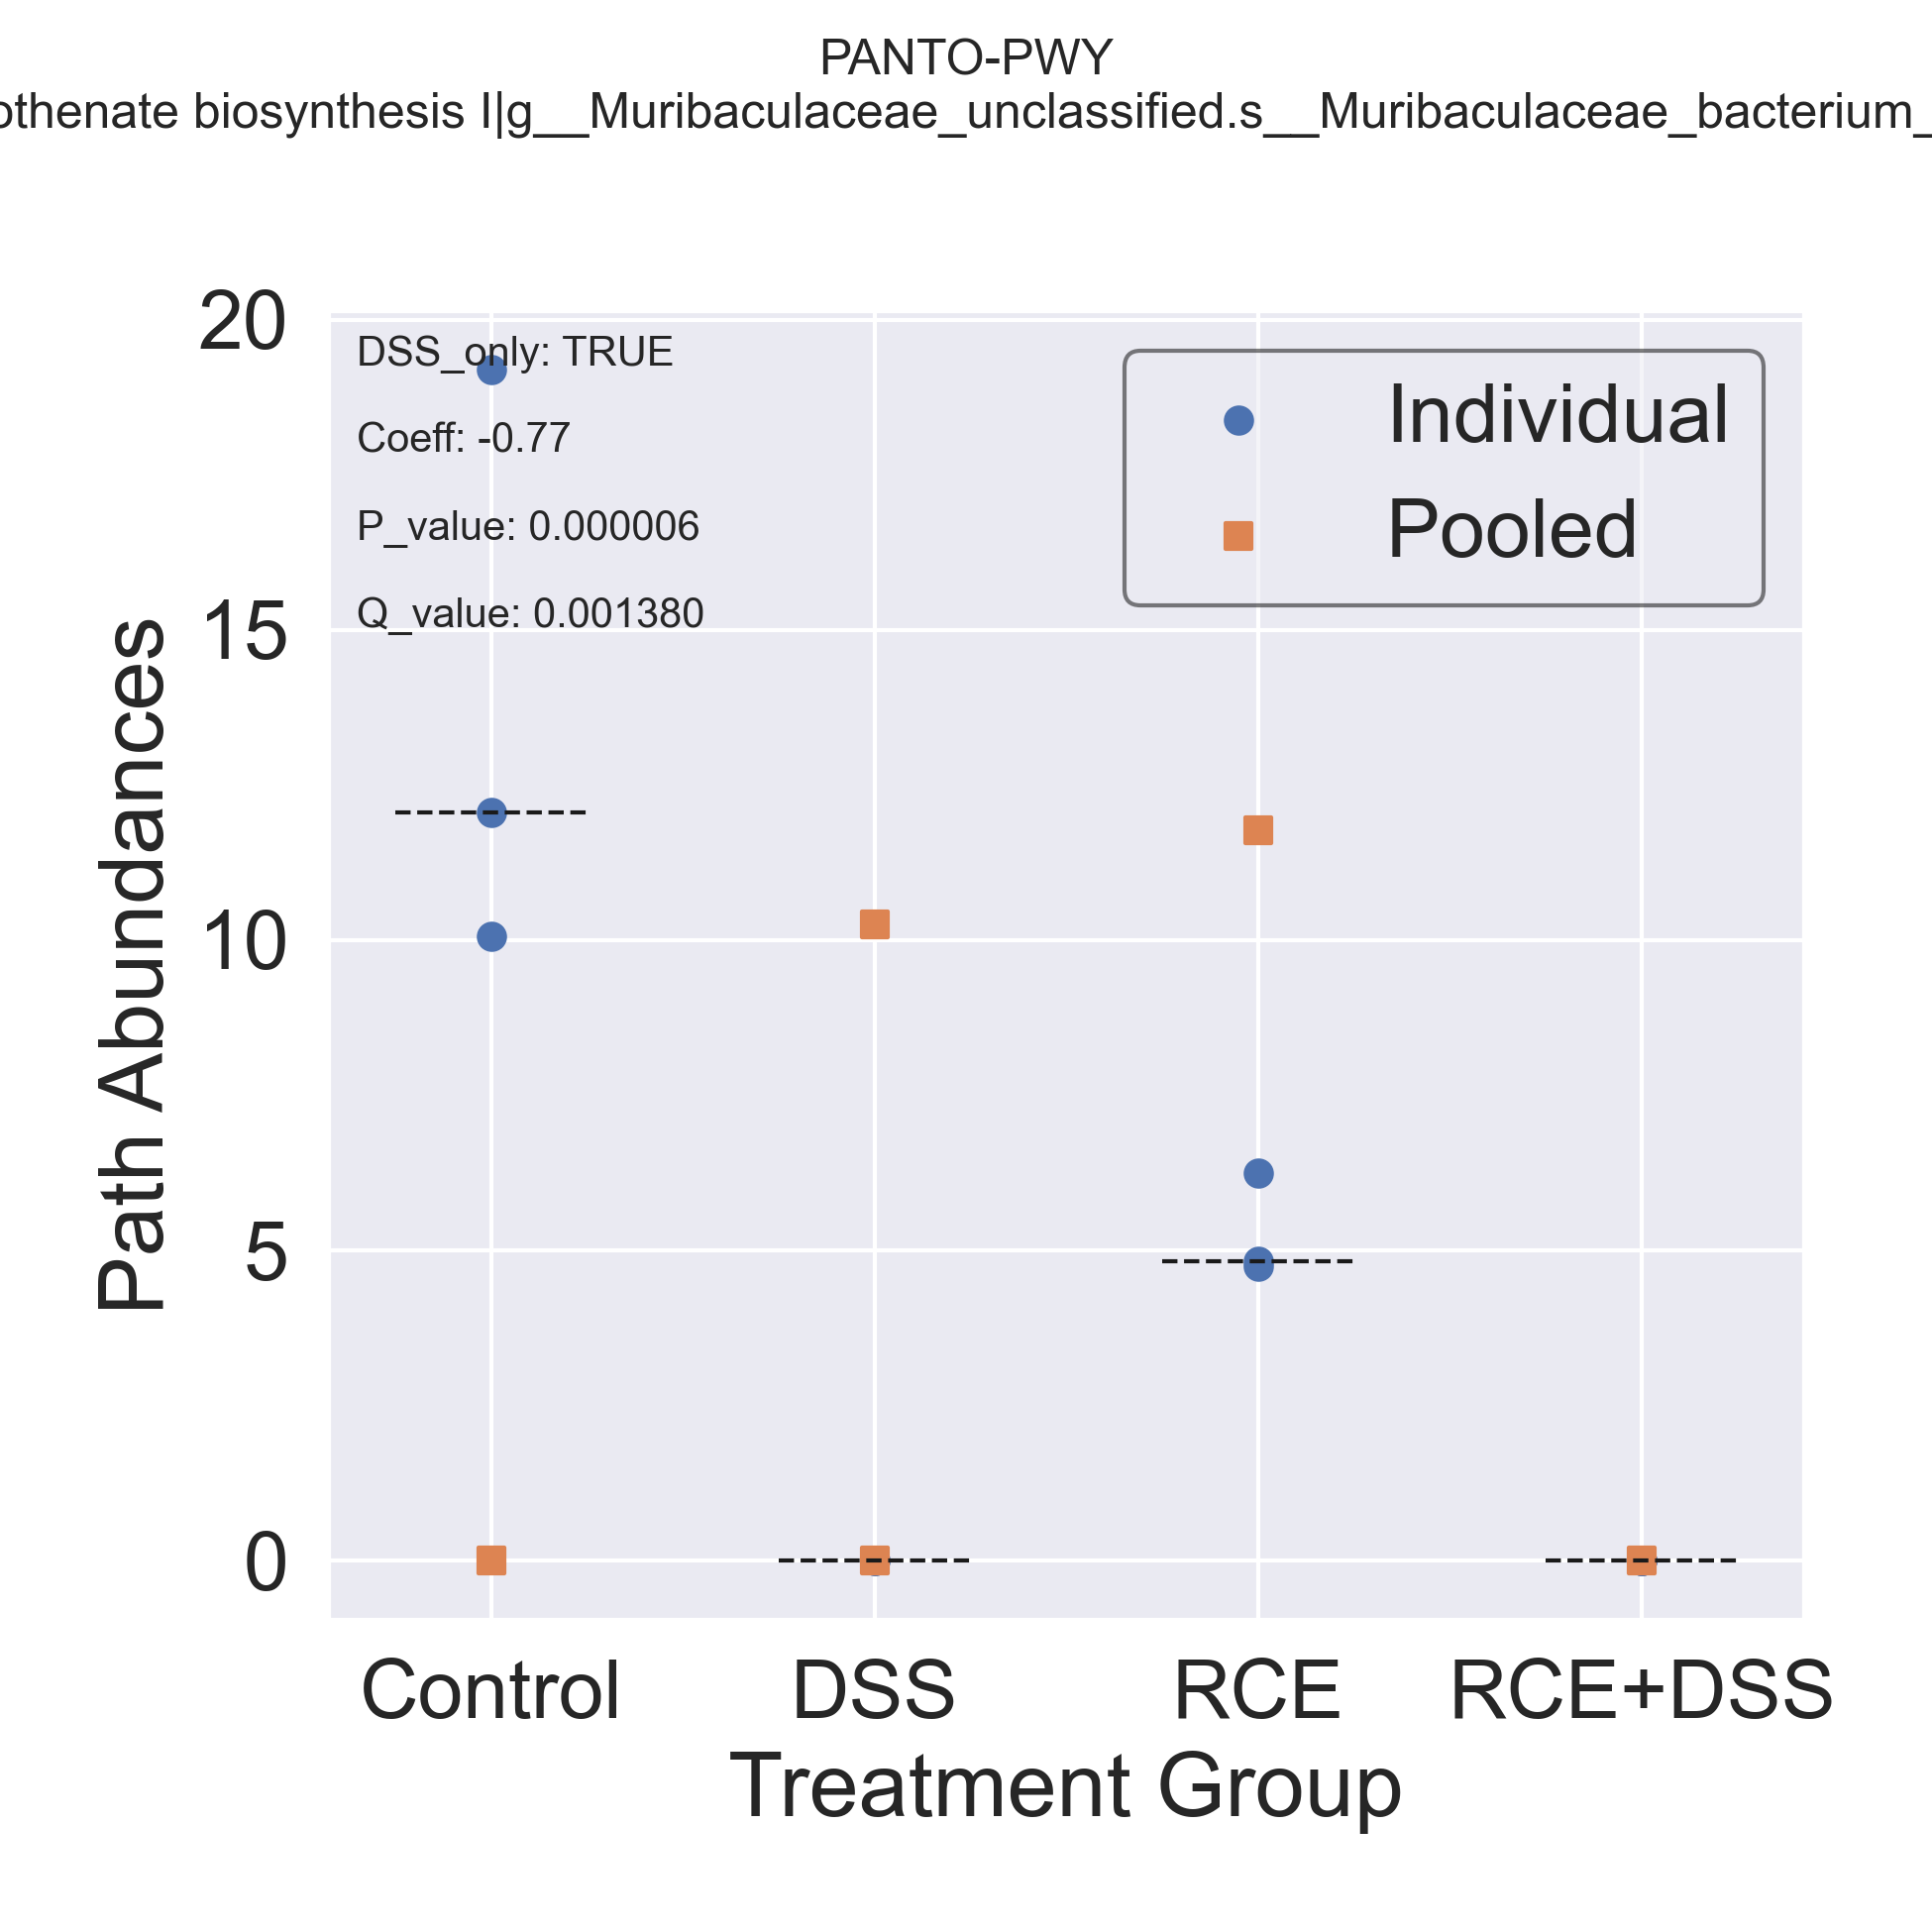 PANTO-PWY
othenate biosynthesis I|g__Muribaculaceae_unclassified.s__Muribaculaceae_bacterium_
20
15
10
5
0
Path Abundances
DSS_only: TRUE
Coeff: -0.77
P_value: 0.000006
Q_value: 0.001380
Individual
Pooled
Control DSS RCE RCE+DSS
Treatment Group